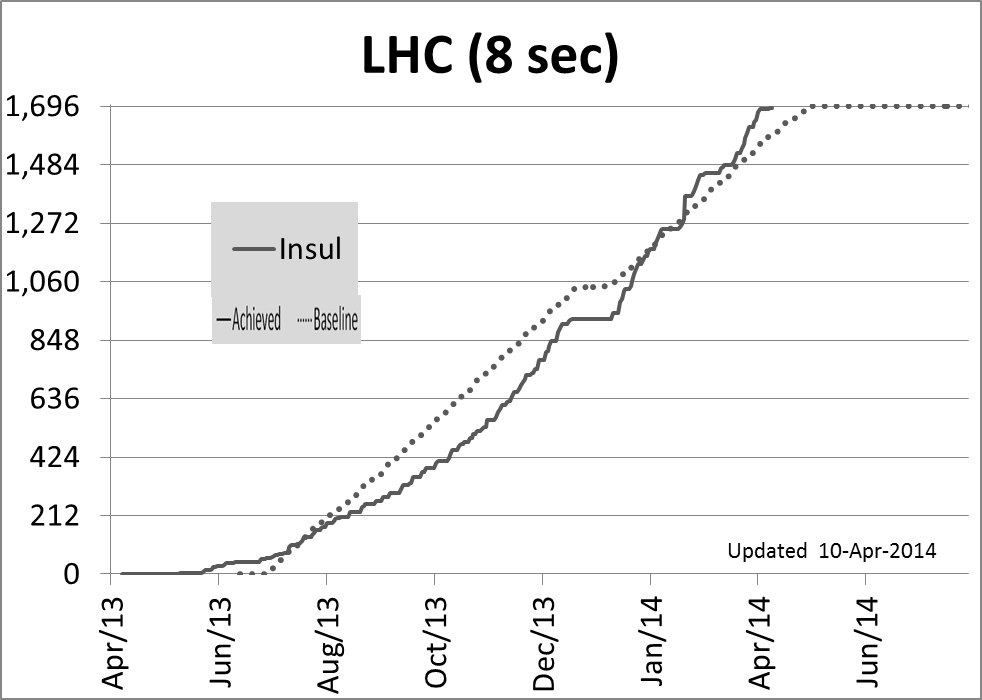 LHC (8 sec)
1,696
1,484
1,272
1,060
848
636
424
212
0
Insul
Achieved Baseline
Updated 10-Apr-2014
Apr/13
Jun/13
Aug/13
Oct/13
Dec/13
Jan/14
Apr/14
Jun/14